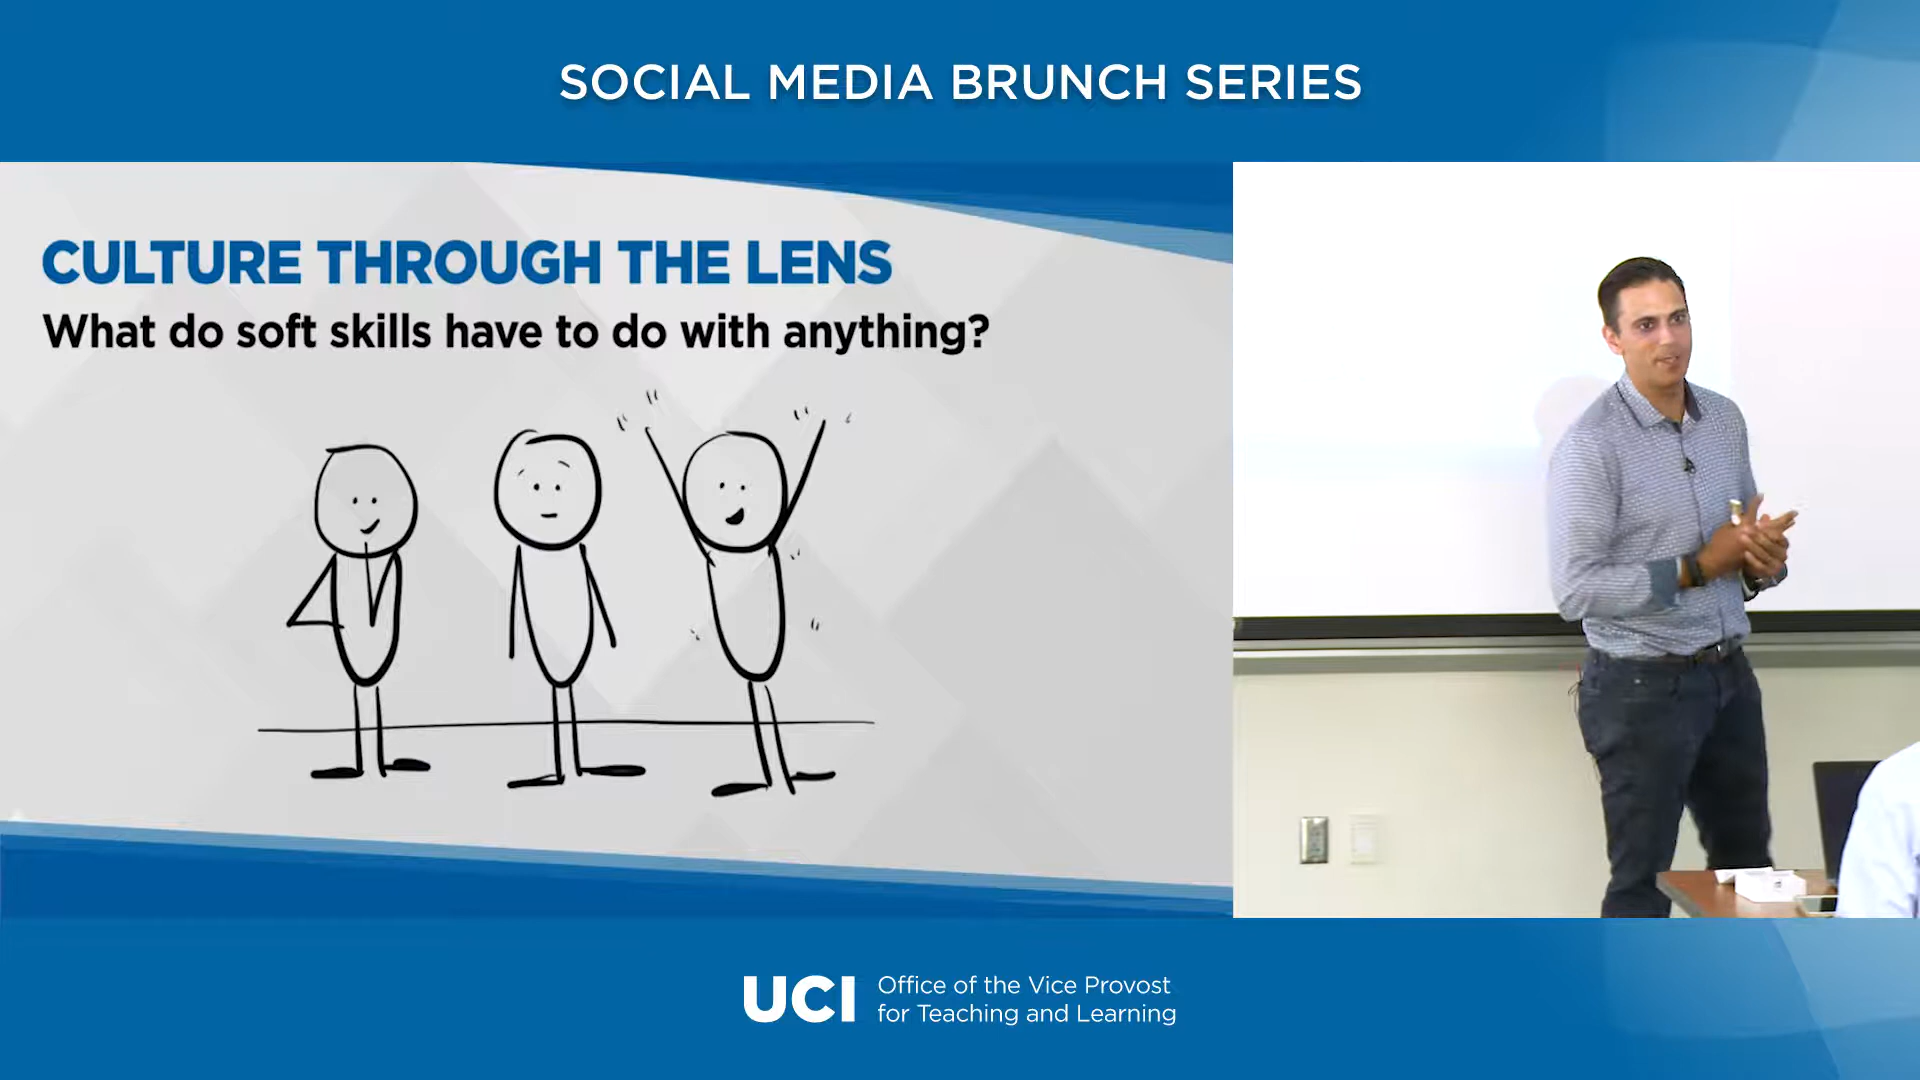 SOCIAL MEDIA BRUNCH SERIES
CULTURE THROUGH THE LENS
What do soft skills have to do with anything?
UCI
Office of the Vice Provost
for Teaching and Learning